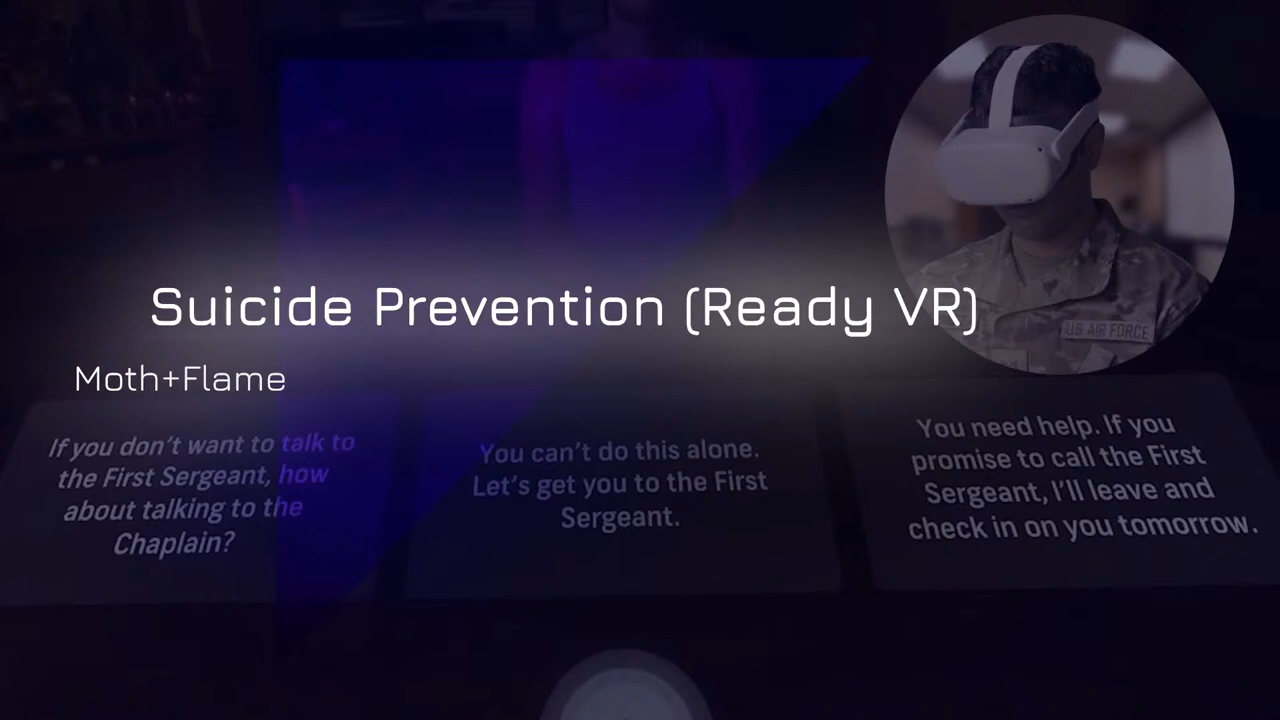 Suicide Prevention (Ready VR)
Moth+Flame
U.S. AIR FORCE
If you don't want to talk to
the First Sergeant, how
about talking to the
Chaplain?
You can't do this alone.
Let's get you to the First
Sergeant.
You need help. If you
promise to call the First
Sergeant, I'll leave and
check in on you tomorrow.